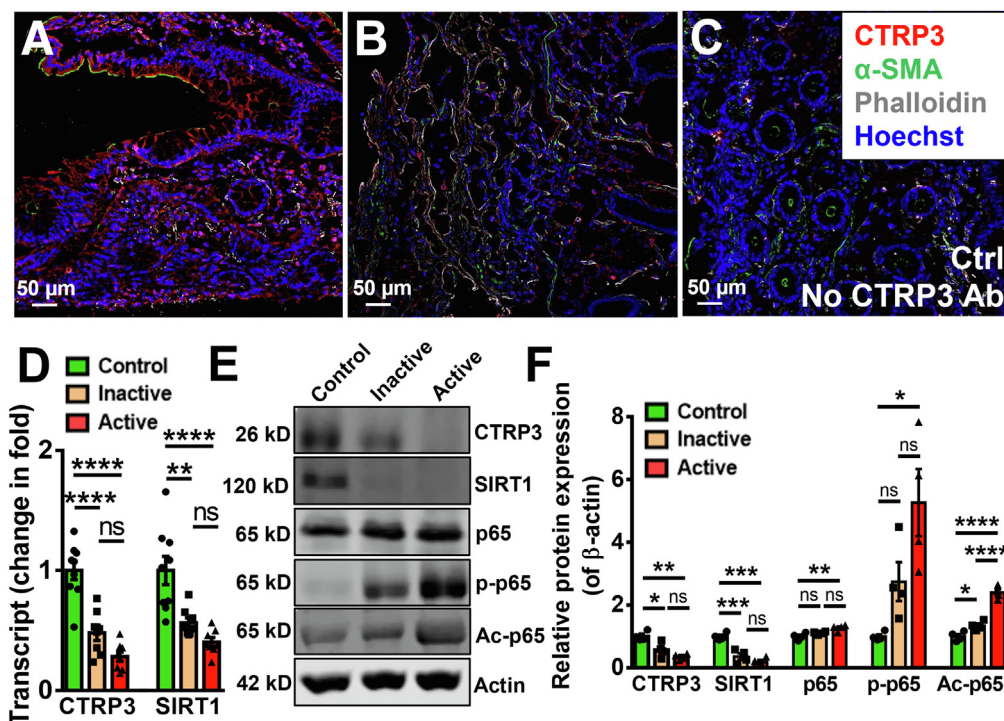 A
50 μm
B
50 μm
C
CTRP3
α-SMA
Phalloidin
Hoechst
Ctrl
No CTRP3 Ab
50 μm
D
Control
Inactive
Active
Transcript (change in fold)
2
1
0
****
****
ns
****
**
ns
CTRP3
SIRT1
E
Control
Inactive
Active
26 kD
CTRP3
120 kD
SIRT1
65 kD
p65
65 kD
p-p65
65 kD
Ac-p65
42 kD
Actin
F
Control
Inactive
Active
Relative protein expression
(of β-actin)
8
6
4
2
0
**
*
ns
***
***
ns
**
ns
ns
*
ns
ns
****
****
*
CTRP3
SIRT1
p65
p-p65
Ac-p65